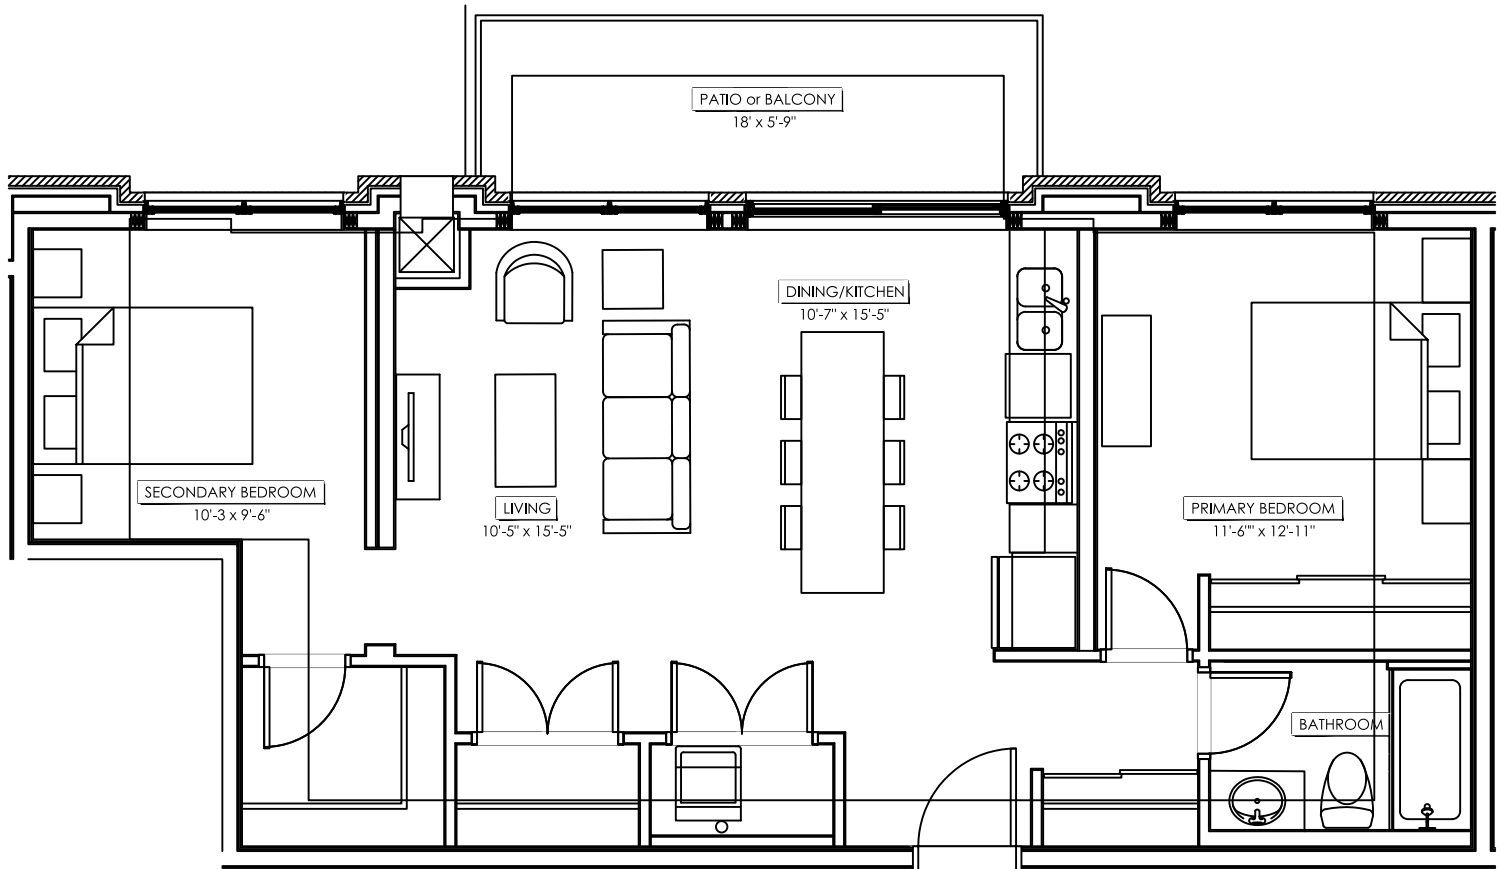 PATIO or BALCONY
18' x 5'-9"
DINING/KITCHEN
10'-7" x 15'-5"
SECONDARY BEDROOM
10'-3 x 9'-6"
LIVING
10'-5" x 15'-5"
PRIMARY BEDROOM
11'-6'" x 12'-11"
BATHROOM